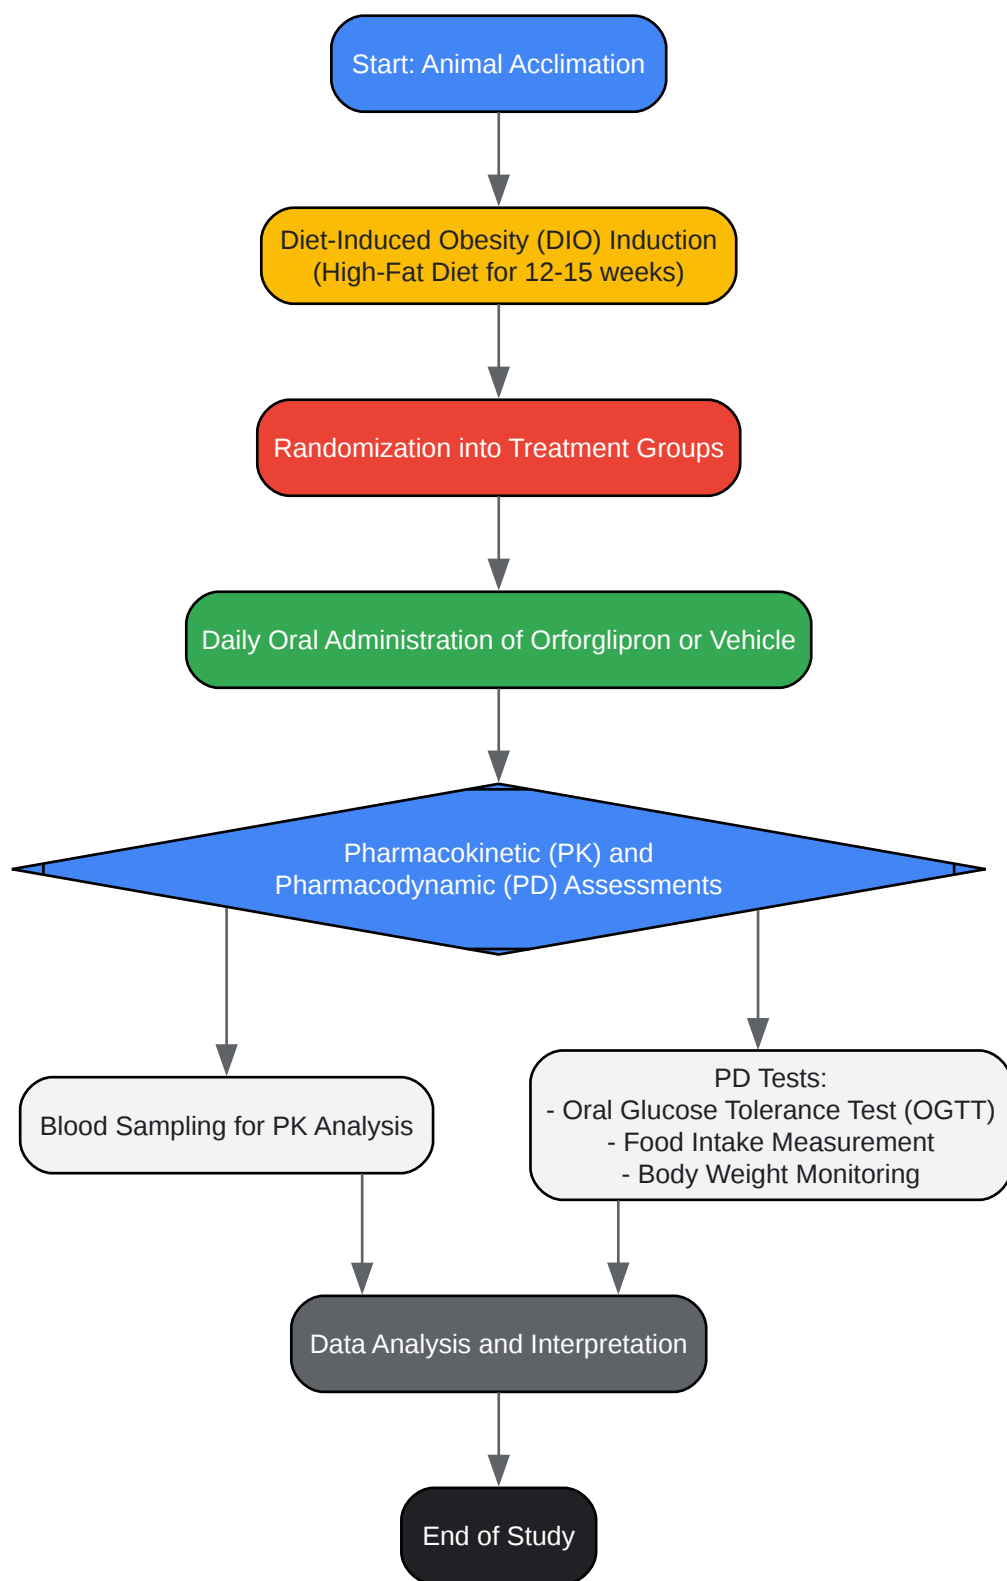 Start: Animal Acclimation
Diet-Induced Obesity (DIO) Induction
(High-Fat Diet for 12-15 weeks)
Randomization into Treatment Groups
Daily Oral Administration of Orforglipron or Vehicle
Pharmacokinetic (PK) and
Pharmacodynamic (PD) Assessments
Blood Sampling for PK Analysis
PD Tests:
- Oral Glucose Tolerance Test (OGTT)
- Food Intake Measurement
- Body Weight Monitoring
Data Analysis and Interpretation
End of Study